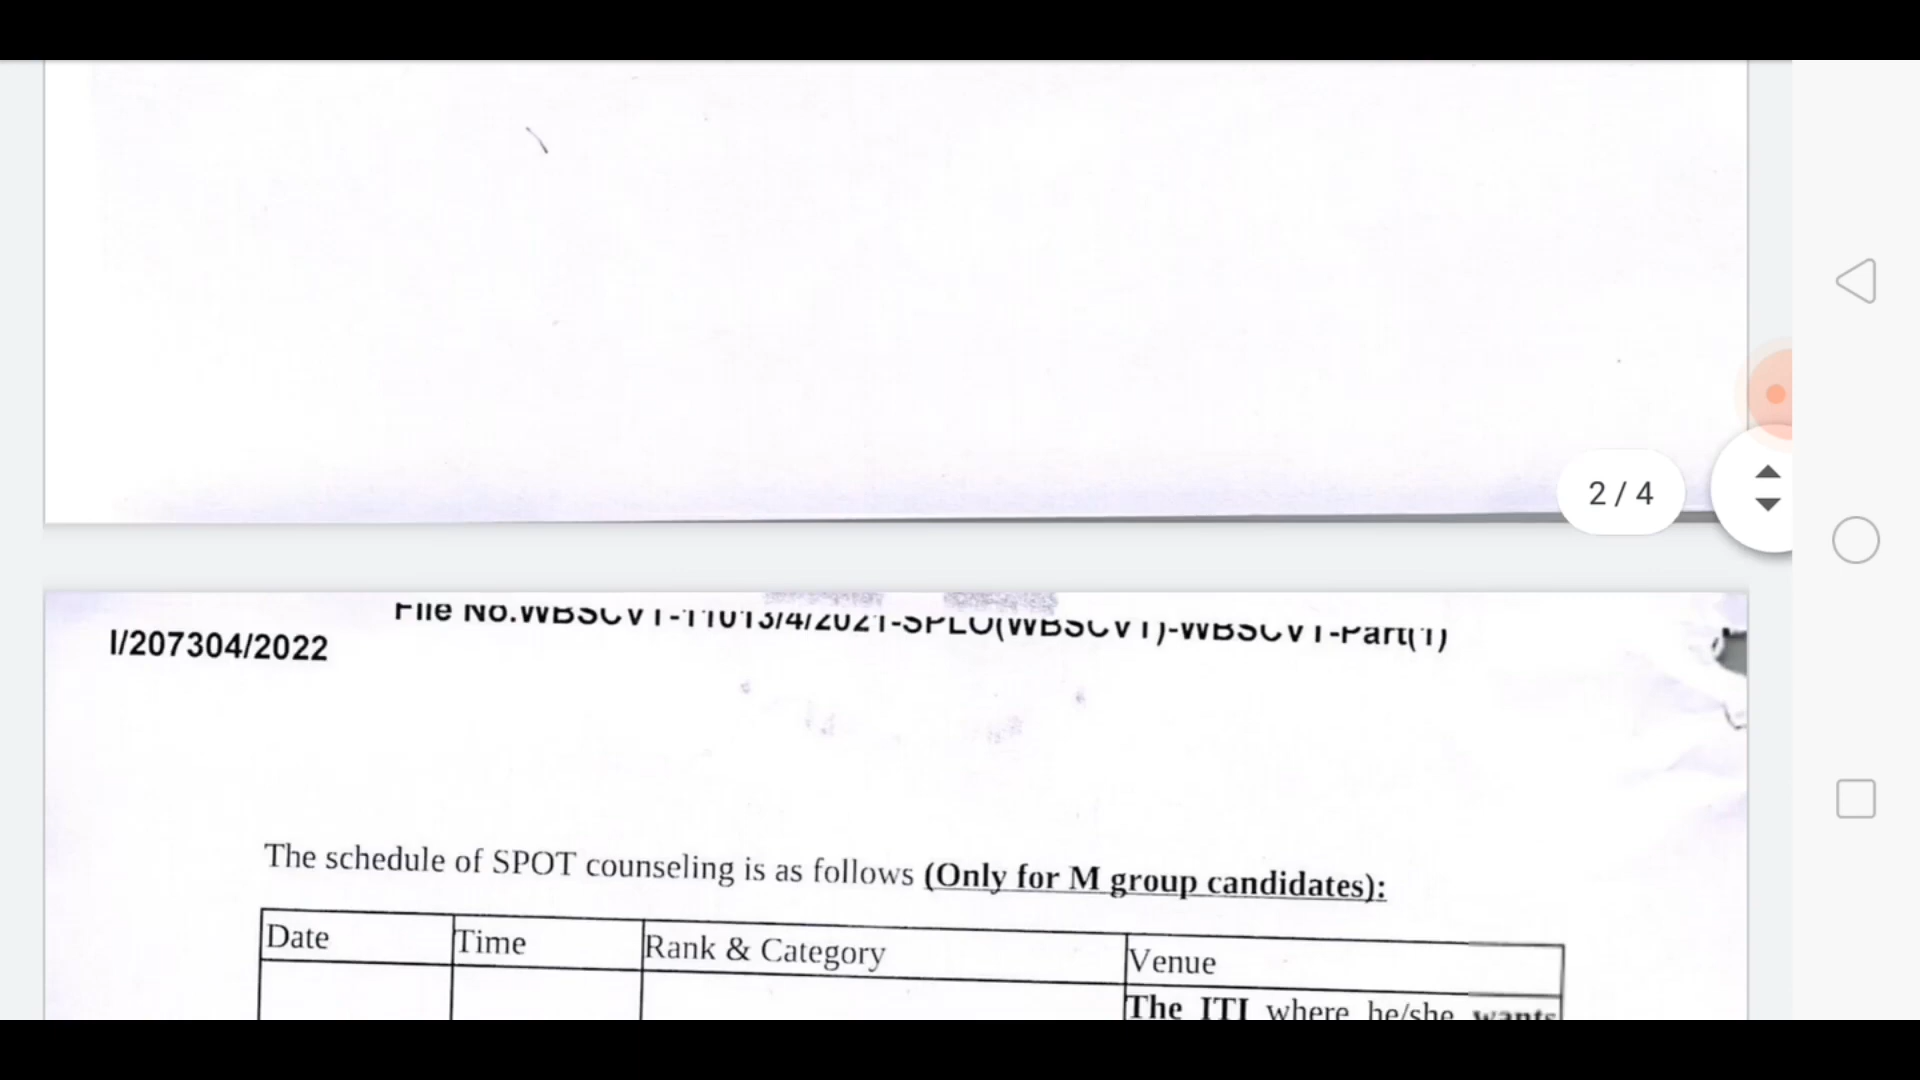 2 / 4
File No.WBSCVT-11013/4/2021-SPLO(WBSCVT)-WBSCVT-Part(1)
I/207304/2022
The schedule of SPOT counseling is as follows (Only for M group candidates):
Date Time Rank & Category Venue
The ITI where he/she wants